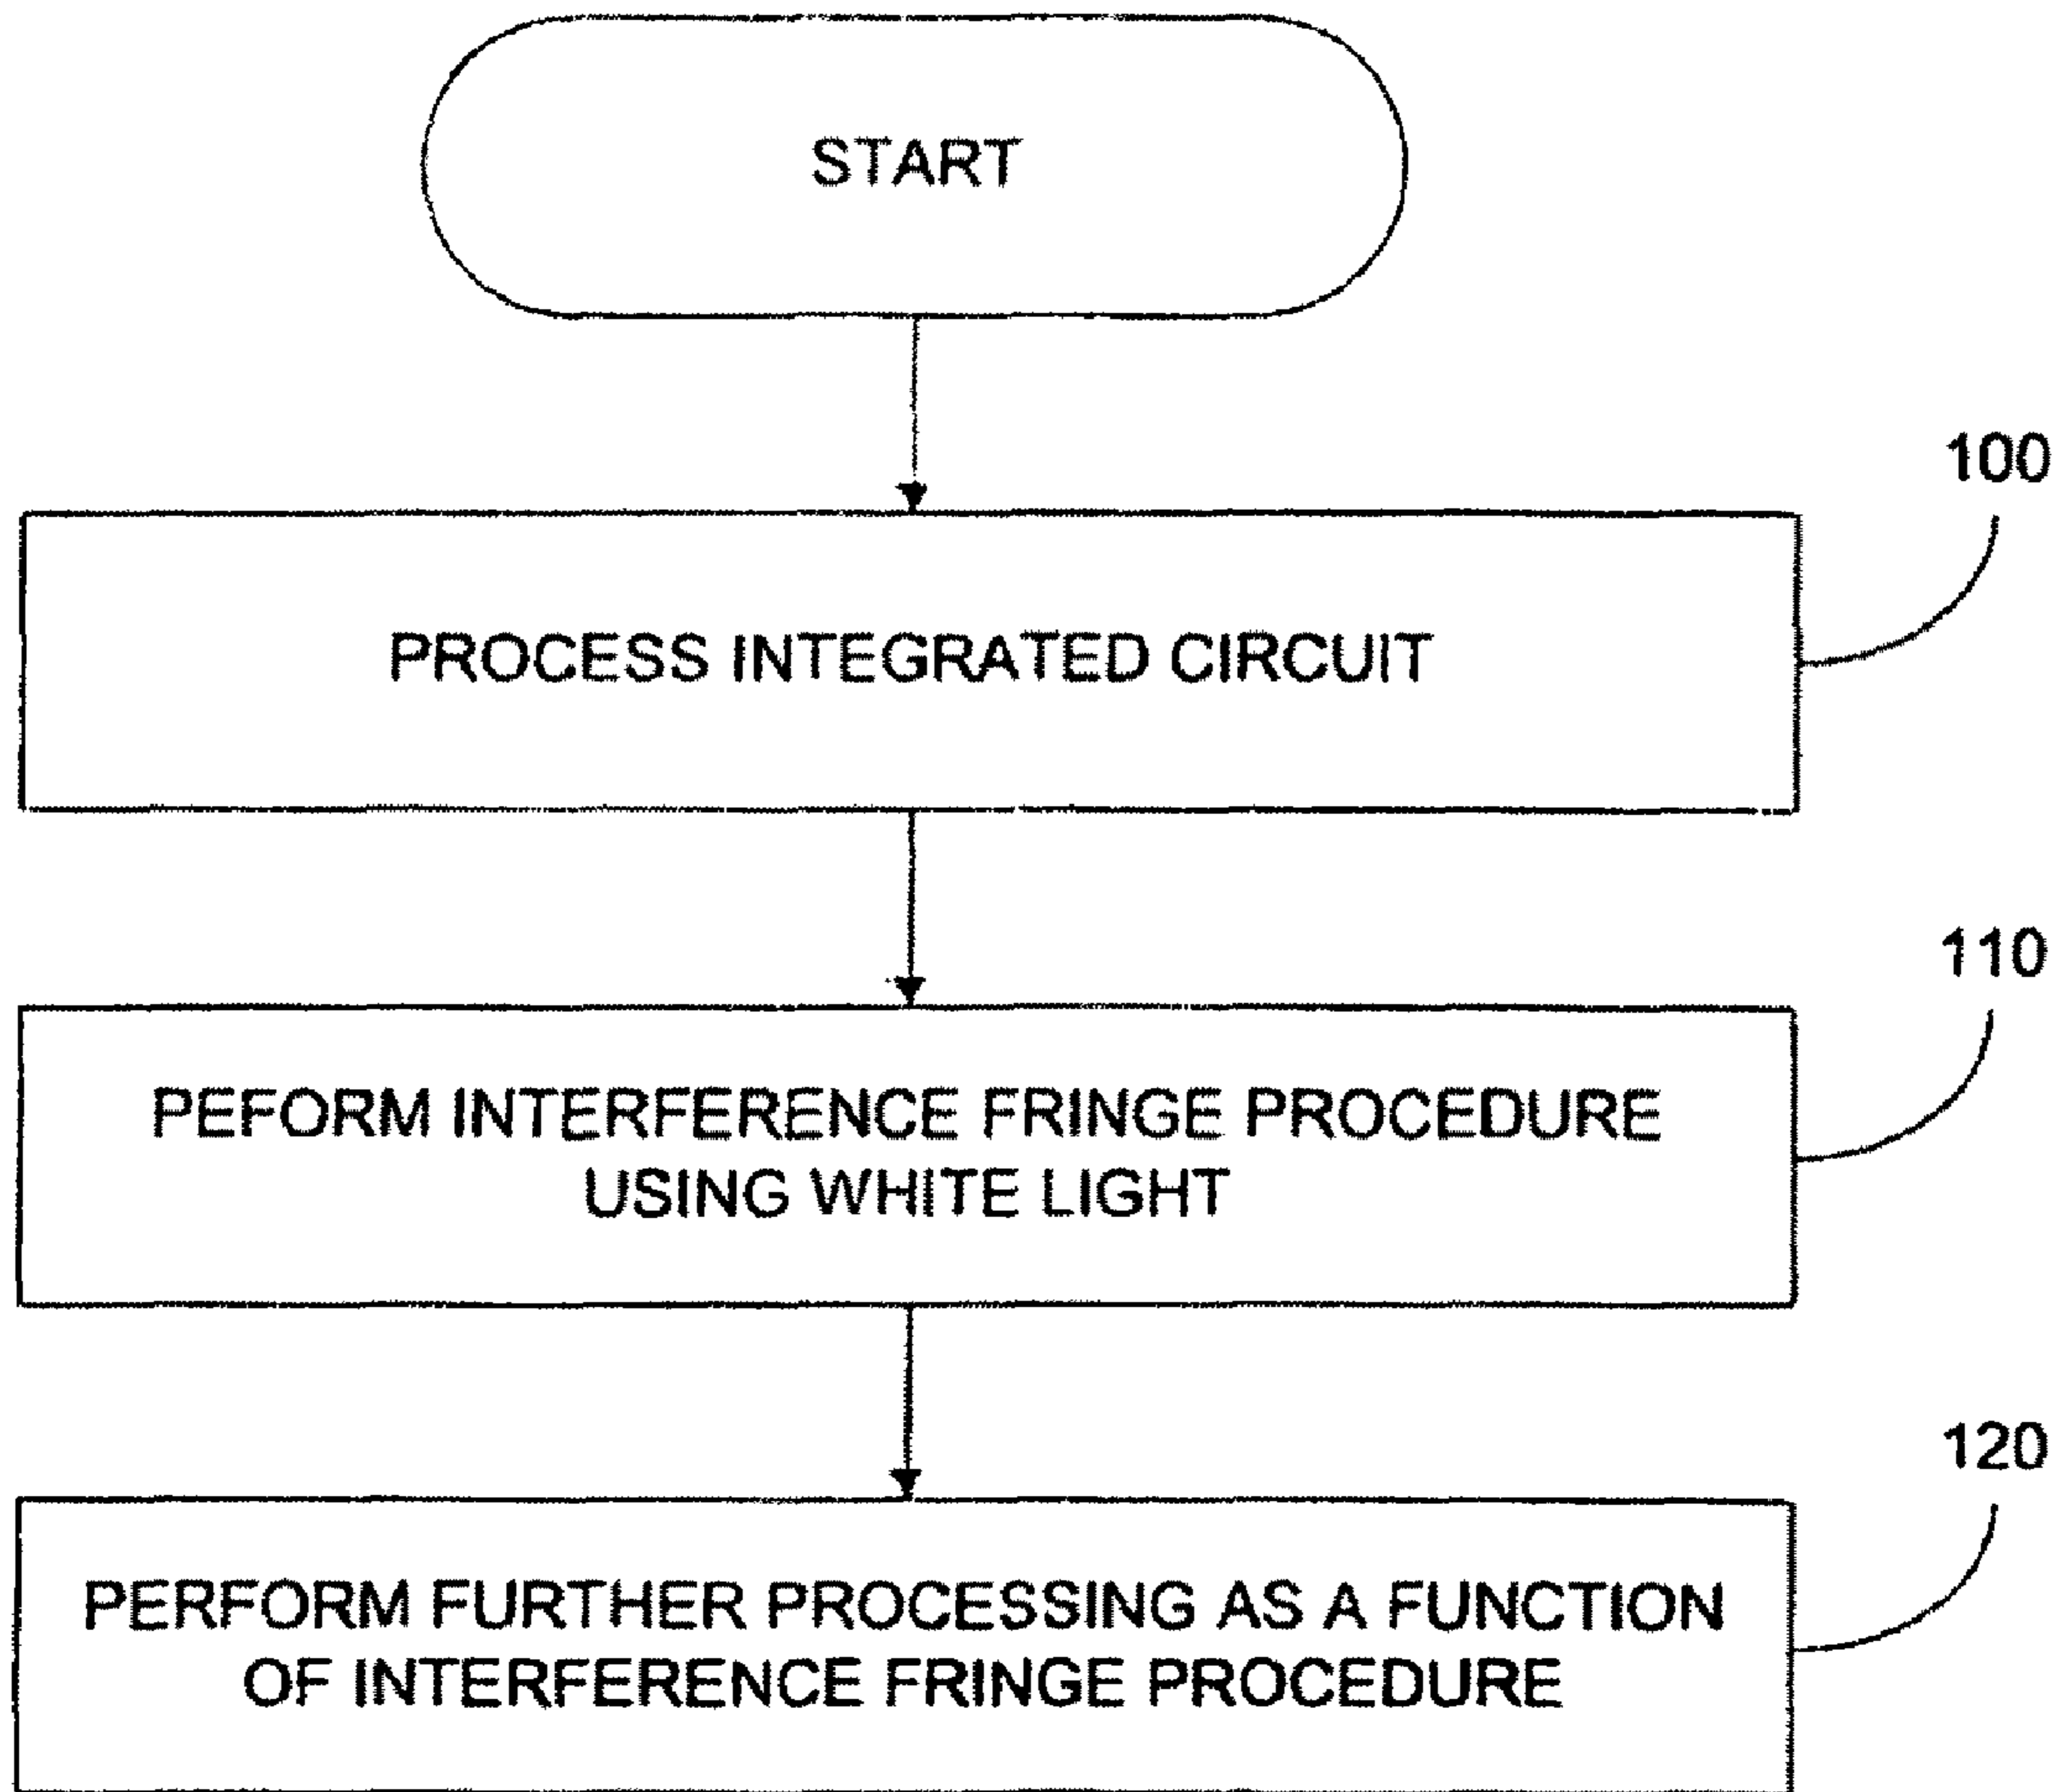 START
100
PROCESS INTEGRATED CIRCUIT
110
PEFORM INTERFERENCE FRINGE PROCEDURE
USING WHITE LIGHT
120
PERFORM FURTHER PROCESSING AS A FUNCTION
OF INTERFERENCE FRINGE PROCEDURE